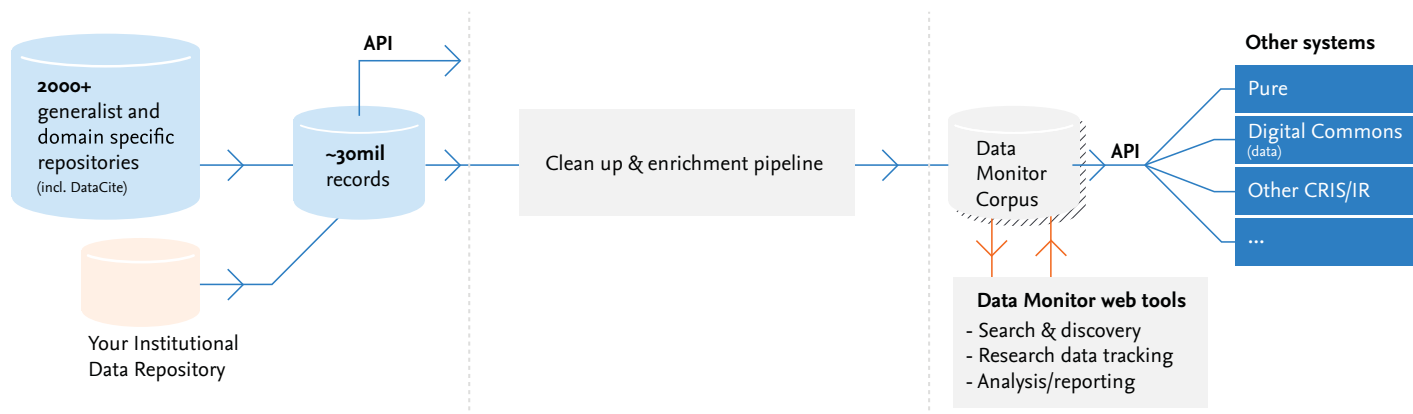 2000+
generalist and
domain specific
repositories
(incl. DataCite)
Your Institutional
Data Repository
API
~30mil
records
Clean up & enrichment pipeline
Data
Monitor
Corpus
API
Other systems
Pure
Digital Commons
(data)
Other CRIS/IR
...
Data Monitor web tools
- Search & discovery
- Research data tracking
- Analysis/reporting